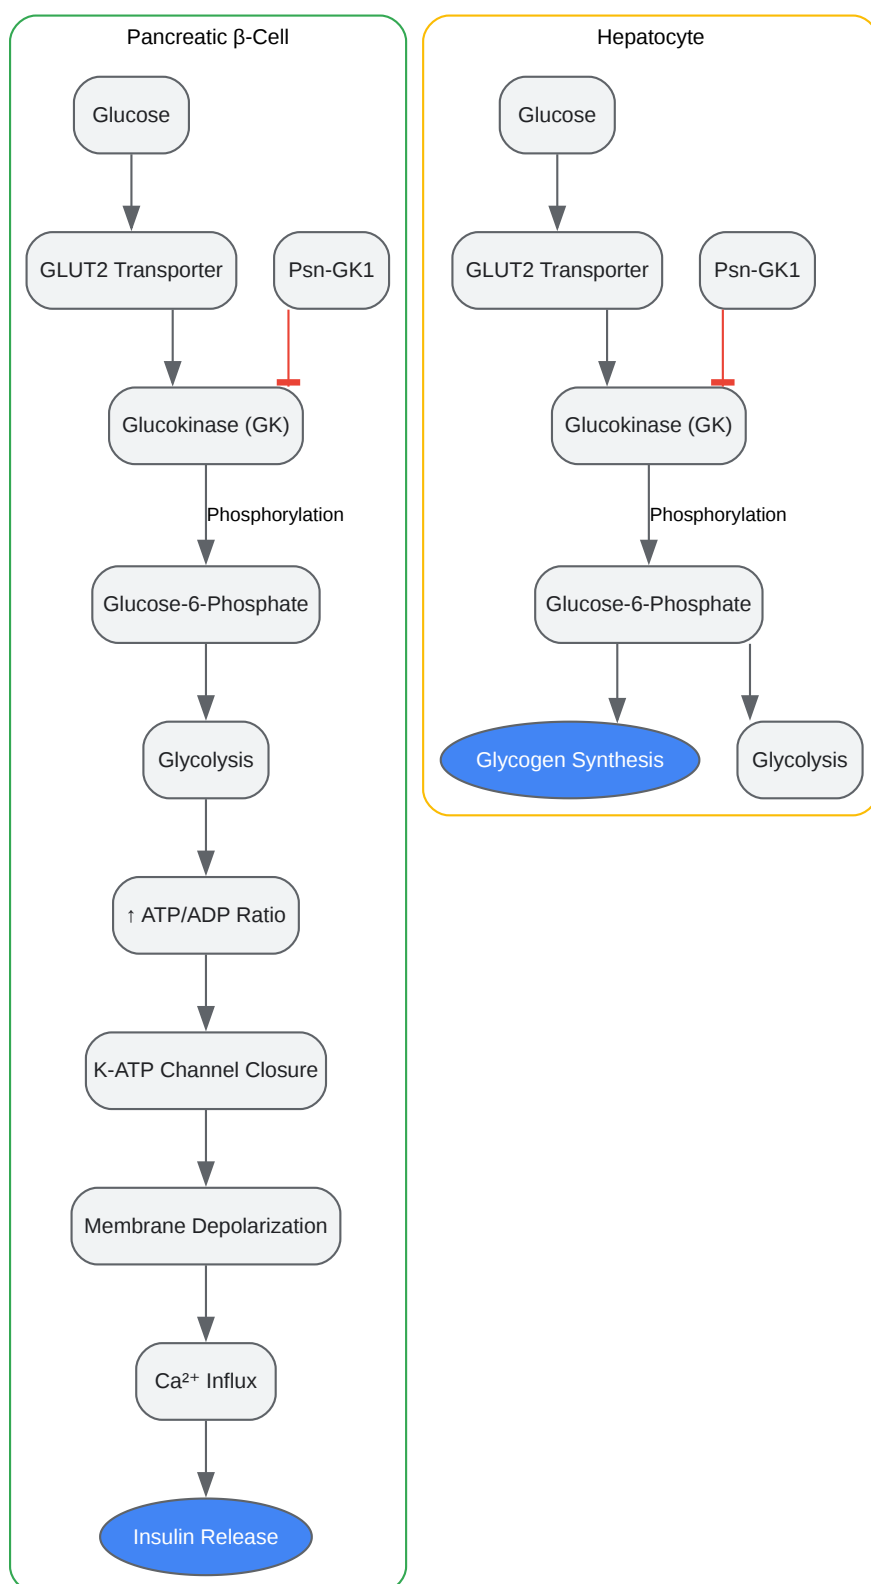 Pancreatic β-Cell
Glucose
GLUT2 Transporter
Psn-GK1
Glucokinase (GK)
Phosphorylation
Glucose-6-Phosphate
Glycolysis
↑ ATP/ADP Ratio
K-ATP Channel Closure
Membrane Depolarization
Ca²⁺ Influx
Insulin Release
Hepatocyte
Glucose
GLUT2 Transporter
Psn-GK1
Glucokinase (GK)
Phosphorylation
Glucose-6-Phosphate
Glycogen Synthesis
Glycolysis